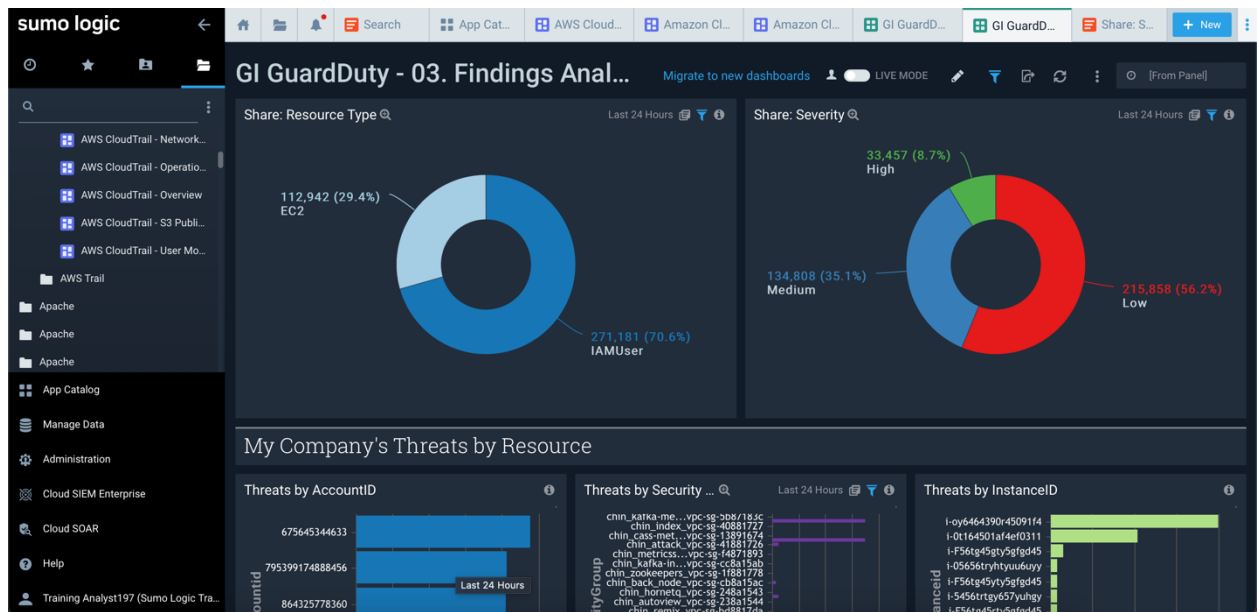 sumo logic
Search
App Cat...
AWS Cloud...
Amazon Cl...
Amazon Cl...
GI GuardD...
GI GuardD...
Share: S...
+ New
GI GuardDuty - 03. Findings Anal...
Migrate to new dashboards
LIVE MODE
[From Panel]
AWS CloudTrail - Network...
AWS CloudTrail - Operatio...
AWS CloudTrail - Overview
AWS CloudTrail - S3 Publi...
AWS CloudTrail - User Mo...
AWS Trail
Apache
Apache
Apache
App Catalog
Manage Data
Administration
Cloud SIEM Enterprise
Cloud SOAR
Help
Training Analyst197 (Sumo Logic Tra...
Share: Resource Type
Last 24 Hours
112,942 (29.4%)
EC2
271,181 (70.6%)
IAMUser
Share: Severity
Last 24 Hours
33,457 (8.7%)
High
134,808 (35.1%)
Medium
215,858 (56.2%)
Low
My Company's Threats by Resource
Threats by AccountID
675645344633
795399174888456
864325778360
Last 24 Hours
Threats by Security ...
Last 24 Hours
chin_kafka-me...vpc-sg-5b87183c
chin_index_vpc-sg-40881727
chin_cass-met...vpc-sg-13891674
chin_attack_vpc-sg-41881726
chin_metricss...vpc-sg-f4871893
chin_kafka-in...vpc-sg-cc8a15ab
chin_zookeepers_vpc-sg-1f881778
chin_back_node_vpc-sg-cb8a15ac
chin_hornetq_vpc-sg-248a1543
chin_autoview_vpc-sg-238a1544
Threats by InstanceID
i-oy6464390r45091f4
i-0t164501af4ef0311
i-F56tg45gty5gfgd45
i-05656tryhtyuu6uyy
i-F56tg45yty5gfgd45
i-5456trtgy657yuhgy